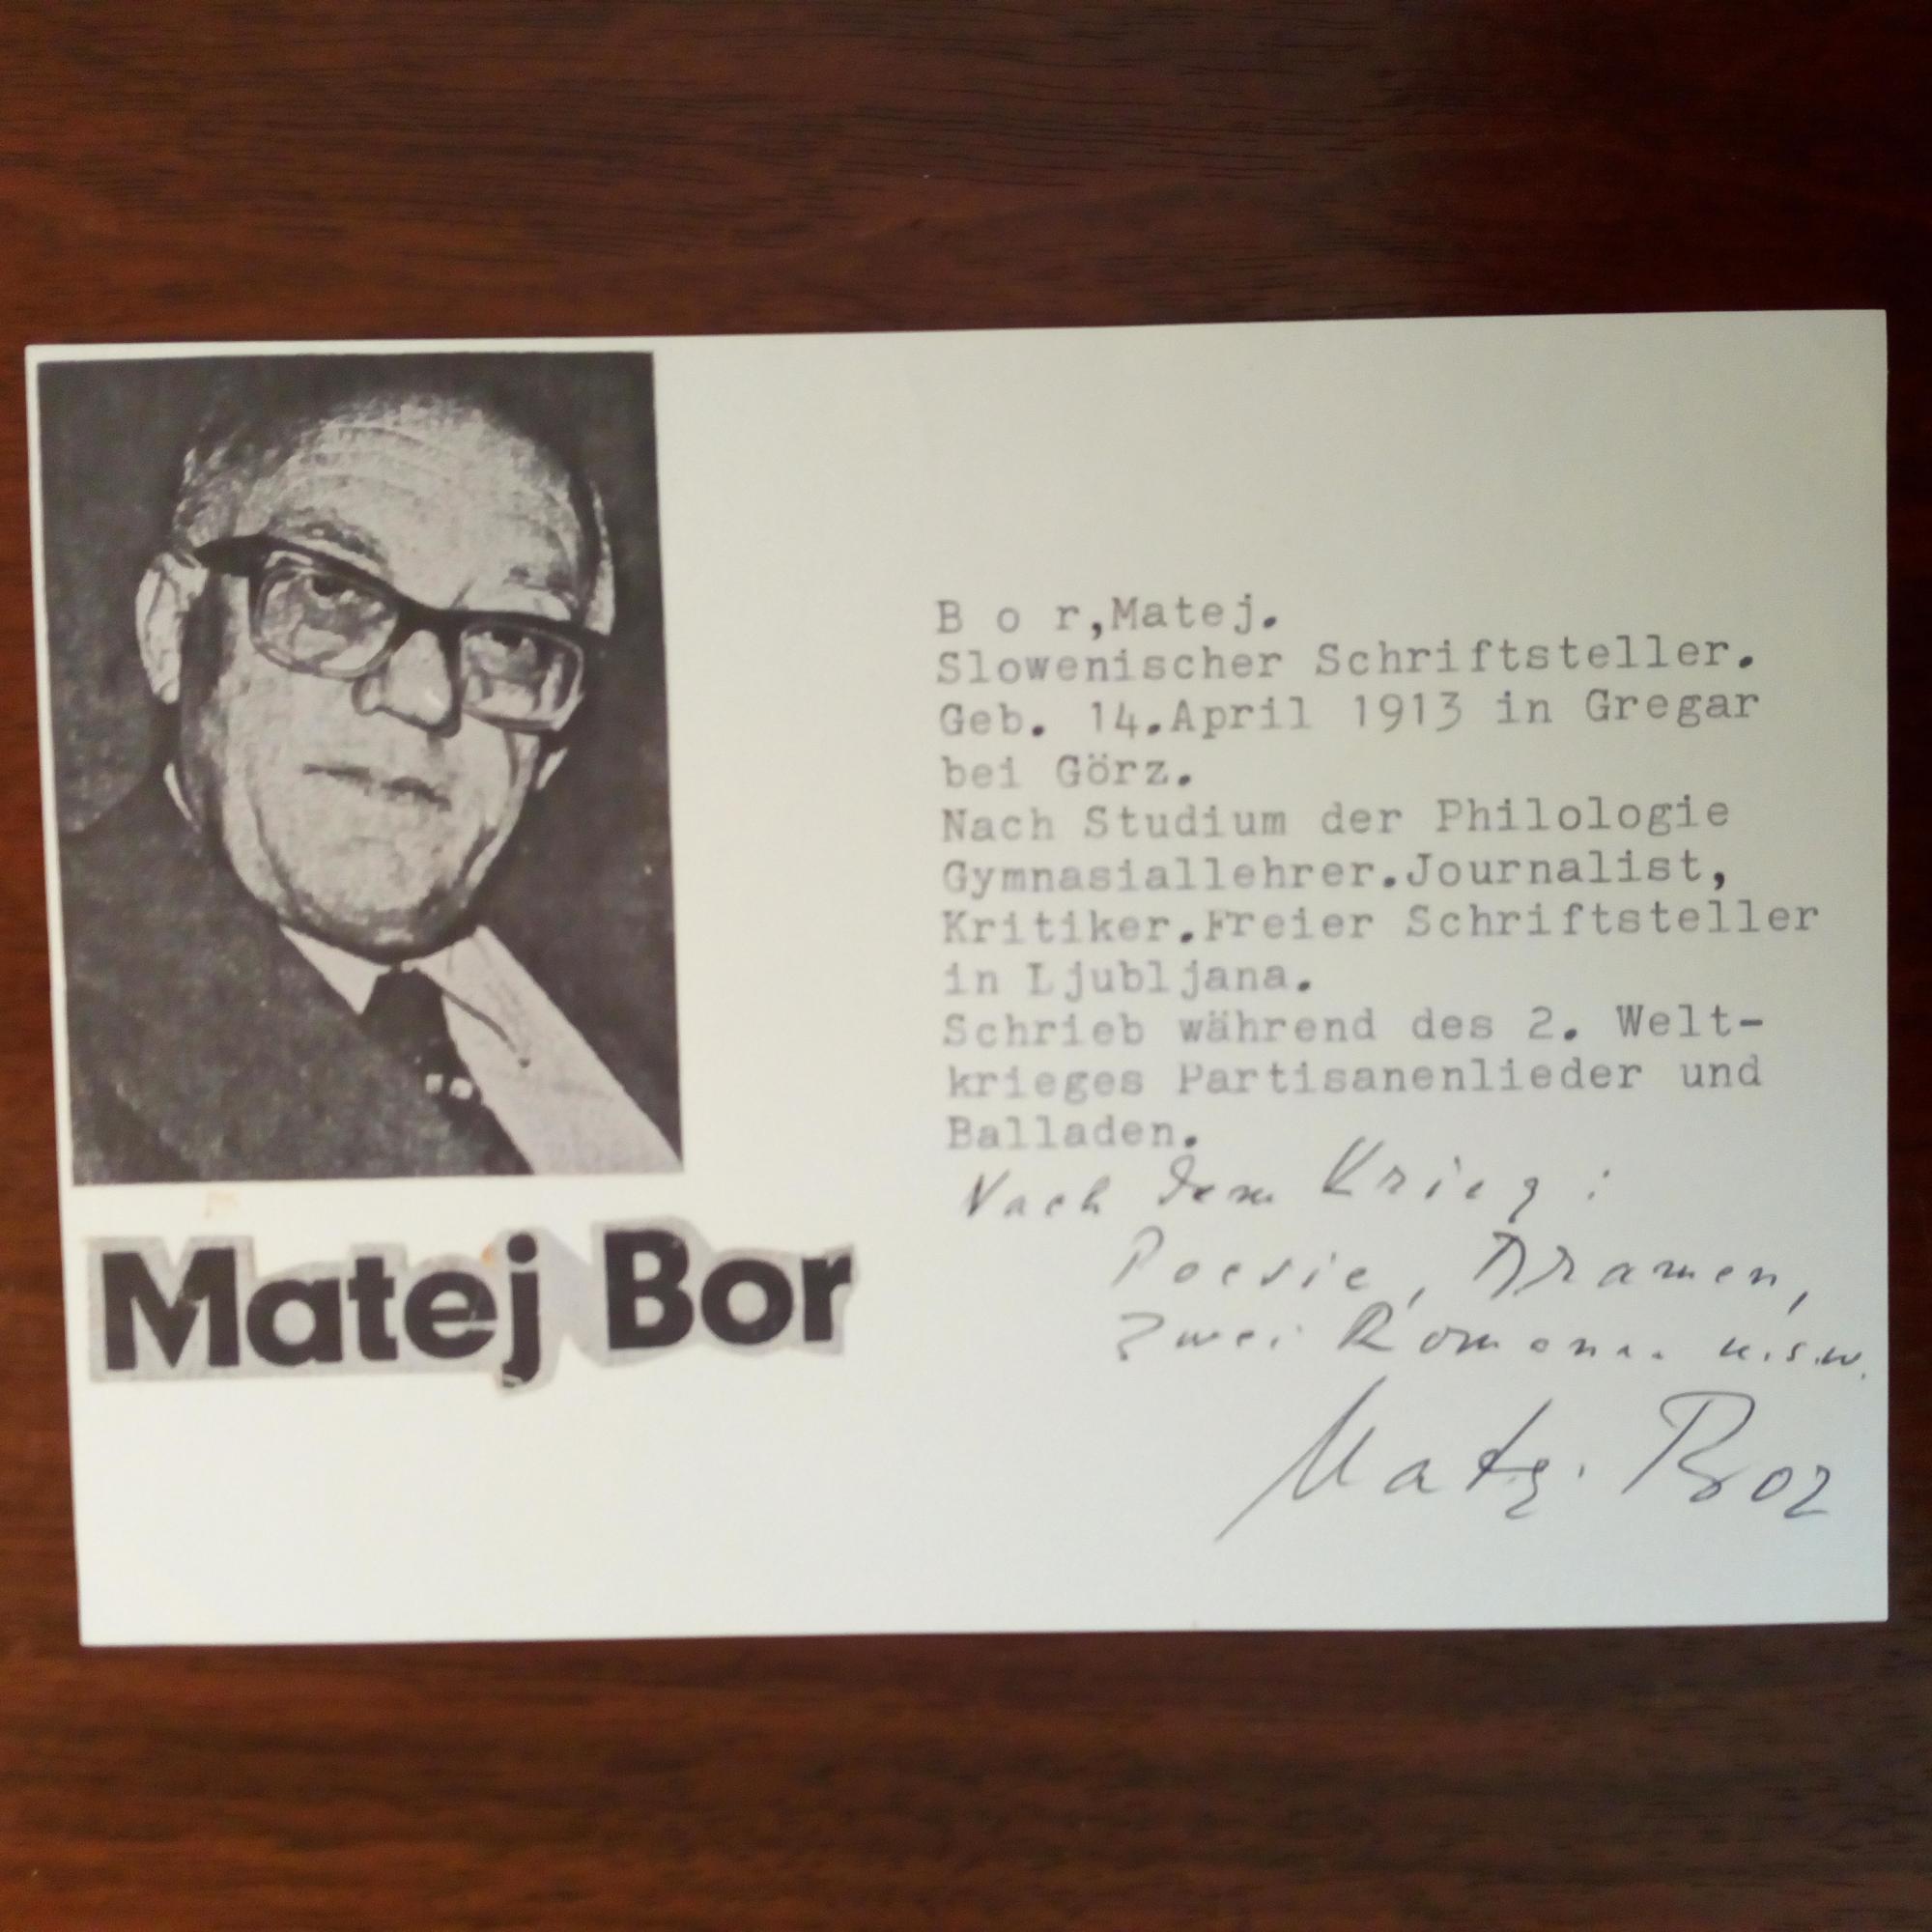 Matej Bor
B o r,Matej.
Slowenischer Schriftsteller.
Geb. 14.April 1913 in Gregar
bei Görz.
Nach Studium der Philologie
Gymnasiallehrer.Journalist,
Kritiker.Freier Schriftsteller
in Ljubljana.
Schrieb während des 2. Welt-
krieges Partisanenlieder und
Balladen.
Nach dem Krieg :
Poesie, Dramen,
Zwei Romane u.s.w.
Matej Bor